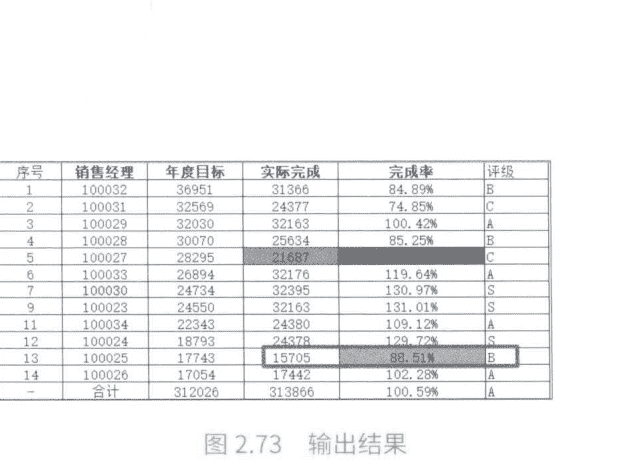 序号 销售经理 年度目标 实际完成 完成率 评级
1 100032 36951 31366 84.89% B
2 100031 32569 24377 74.85% C
3 100029 32030 32163 100.42% A
4 100028 30070 25634 85.25% B
5 100027 28295 21687 C
6 100033 26894 32176 119.64% A
7 100030 24734 32395 130.97% S
9 100023 24550 32163 131.01% S
11 100034 22343 24380 109.12% A
12 100024 18793 24378 129.72% S
13 100025 17743 15705 88.51% B
14 100026 17054 17442 102.28% A
- 合计 312026 313866 100.59% A
图 2.73 输出结果